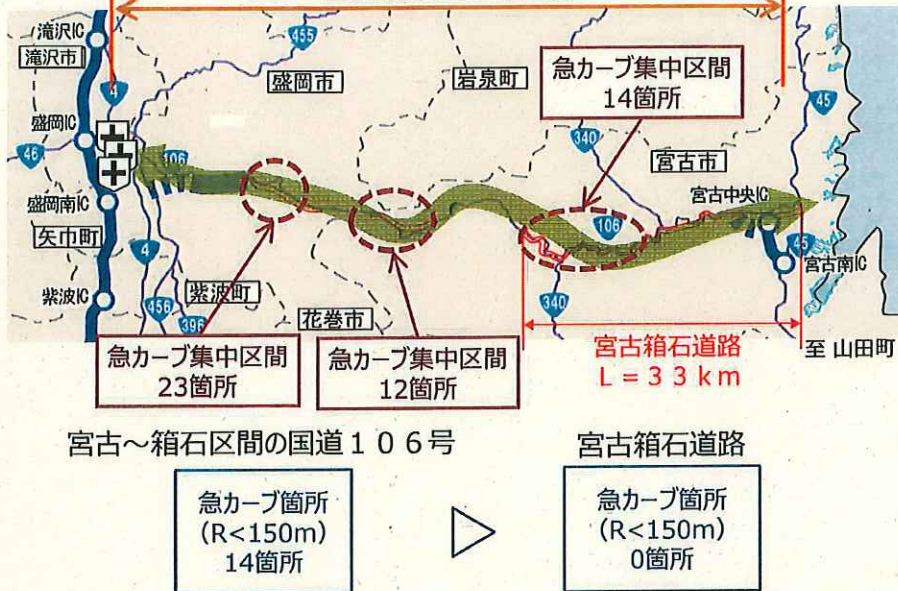 滝沢IC
滝沢市
455
4
盛岡市
岩泉町
急カーブ集中区間
14箇所
45
盛岡IC
46
106
340
宮古市
盛岡南IC
宮古中央IC
106
矢巾町
4
45
宮古南IC
紫波IC
456
紫波町
396
花巻市
340
至 山田町
急カーブ集中区間
23箇所
急カーブ集中区間
12箇所
宮古箱石道路
L=33km
宮古~箱石区間の国道106号
宮古箱石道路
急カーブ箇所
(R<150m)
14箇所
急カーブ箇所
(R<150m)
0箇所